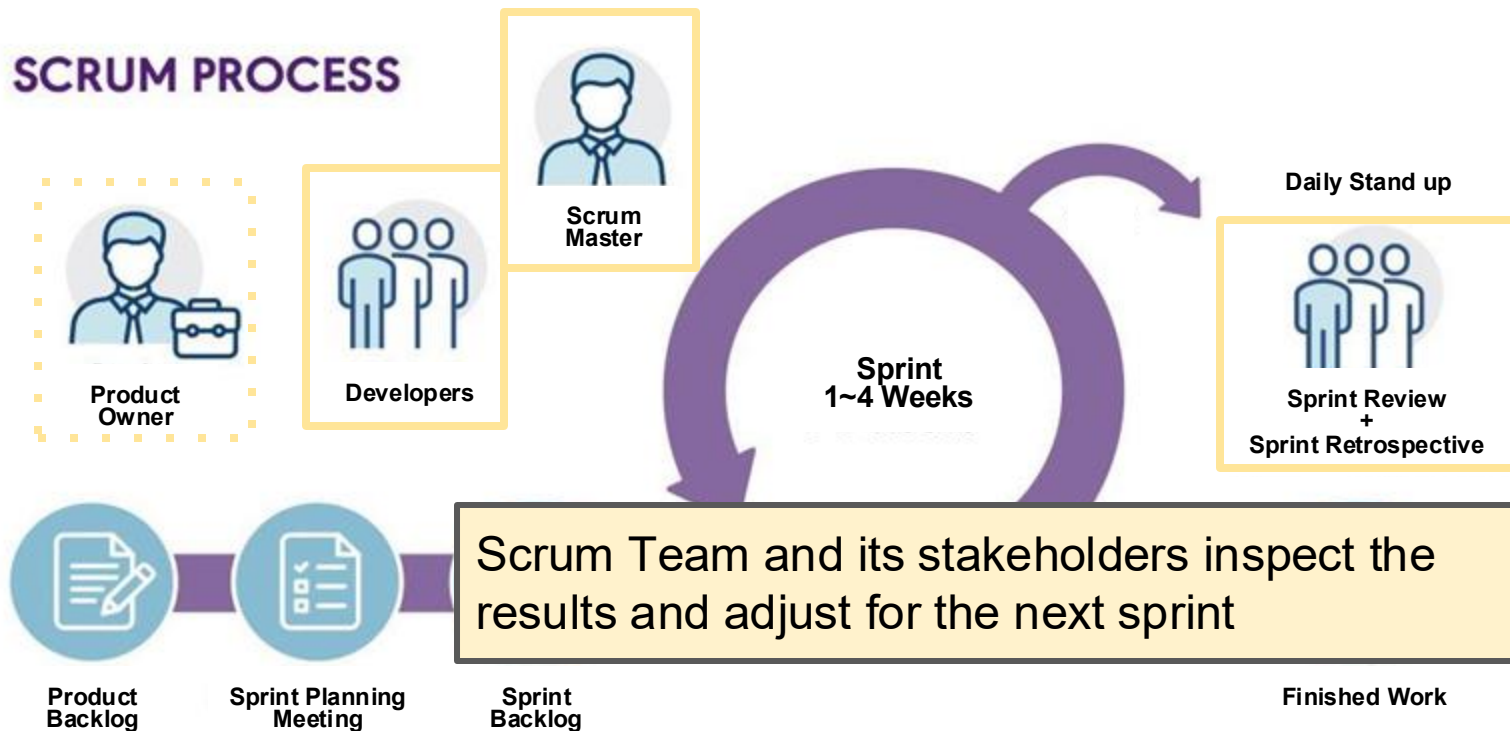 SCRUM PROCESS
Scrum
Master
Daily Stand up
Product
Owner
Developers
Sprint
1~4 Weeks
Sprint Review
+
Sprint Retrospective
Scrum Team and its stakeholders inspect the
results and adjust for the next sprint
Product
Backlog
Sprint Planning
Meeting
Sprint
Backlog
Finished Work